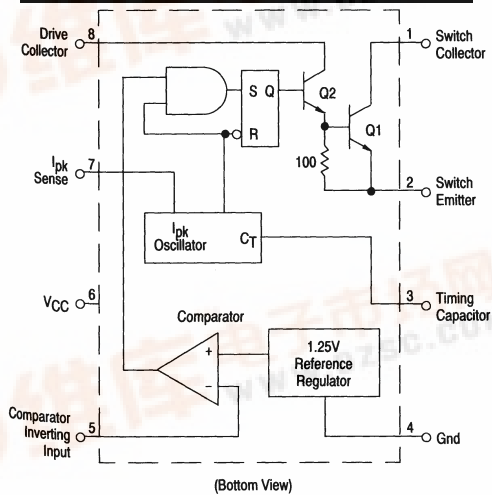 Drive
Collector
8
1
Switch
Collector
S Q
R
Q2
Q1
100
Ipk
Sense
7
2
Switch
Emitter
Ipk
Oscillator
CT
VCC
6
3
Timing
Capacitor
Comparator
+
−
1.25V
Reference
Regulator
Comparator
Inverting
Input
5
4
Gnd
(Bottom View)